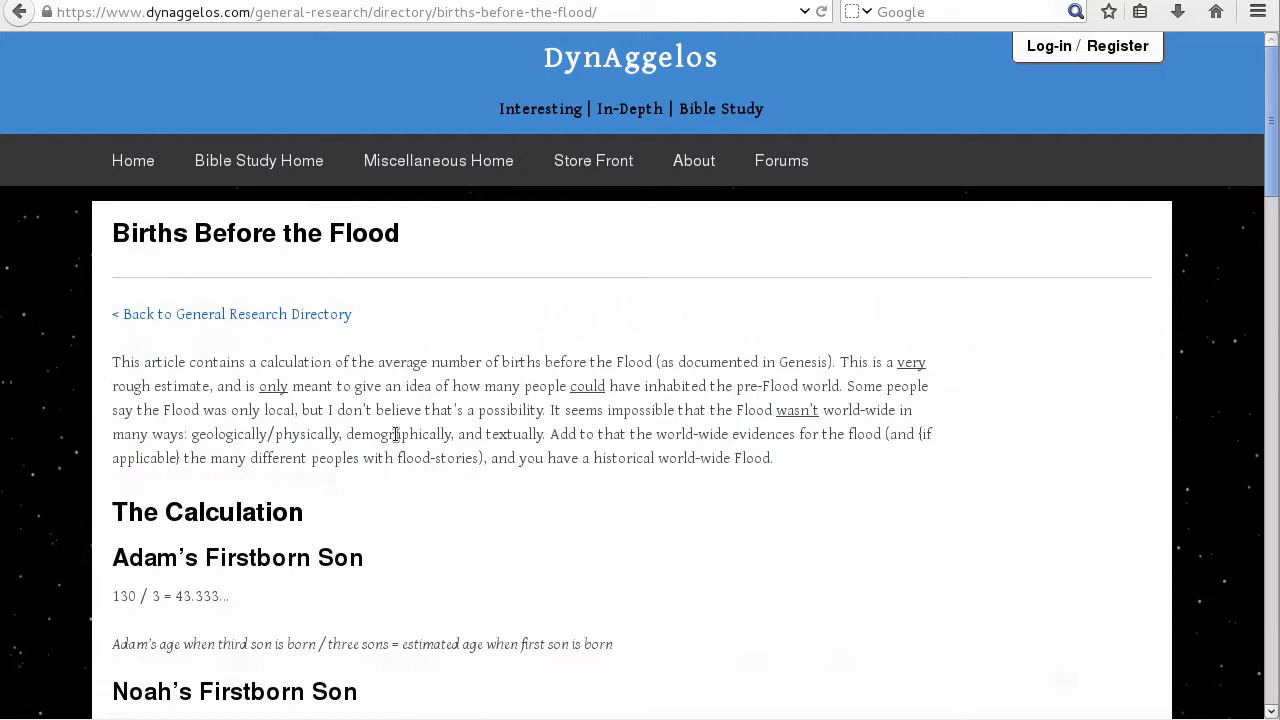 https://www.dynaggelos.com/general-research/directory/births-before-the-flood/
Google
DynAggelos
Log-in / Register
Interesting | In-Depth | Bible Study
Home Bible Study Home Miscellaneous Home Store Front About Forums
Births Before the Flood
< Back to General Research Directory
This article contains a calculation of the average number of births before the Flood (as documented in Genesis). This is a very
rough estimate, and is only meant to give an idea of how many people could have inhabited the pre-Flood world. Some people
say the Flood was only local, but I don't believe that's a possibility. It seems impossible that the Flood wasn't world-wide in
many ways: geologically/physically, demographically, and textually. Add to that the world-wide evidences for the flood (and {if
applicable} the many different peoples with flood-stories), and you have a historical world-wide Flood.
The Calculation
Adam's Firstborn Son
130 / 3 = 43.333...
Adam's age when third son is born / three sons = estimated age when first son is born
Noah's Firstborn Son